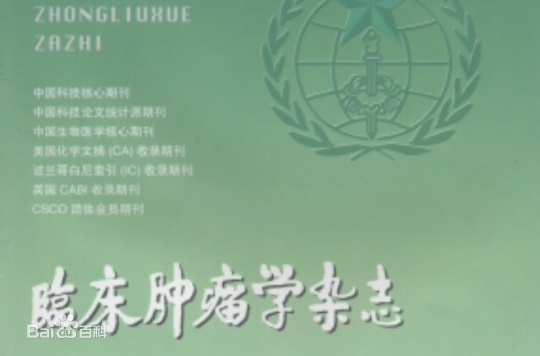 ZHONGLIUXUE
ZAZHI
中国科技核心期刊
中国科技论文统计源期刊
中国生物医学核心期刊
美国化学文摘 (CA) 收录期刊
波兰哥白尼索引 (IC) 收录期刊
英国 CABI 收录期刊
CSCO 团体会员期刊
臨床肿瘤学杂志
Baidu百科